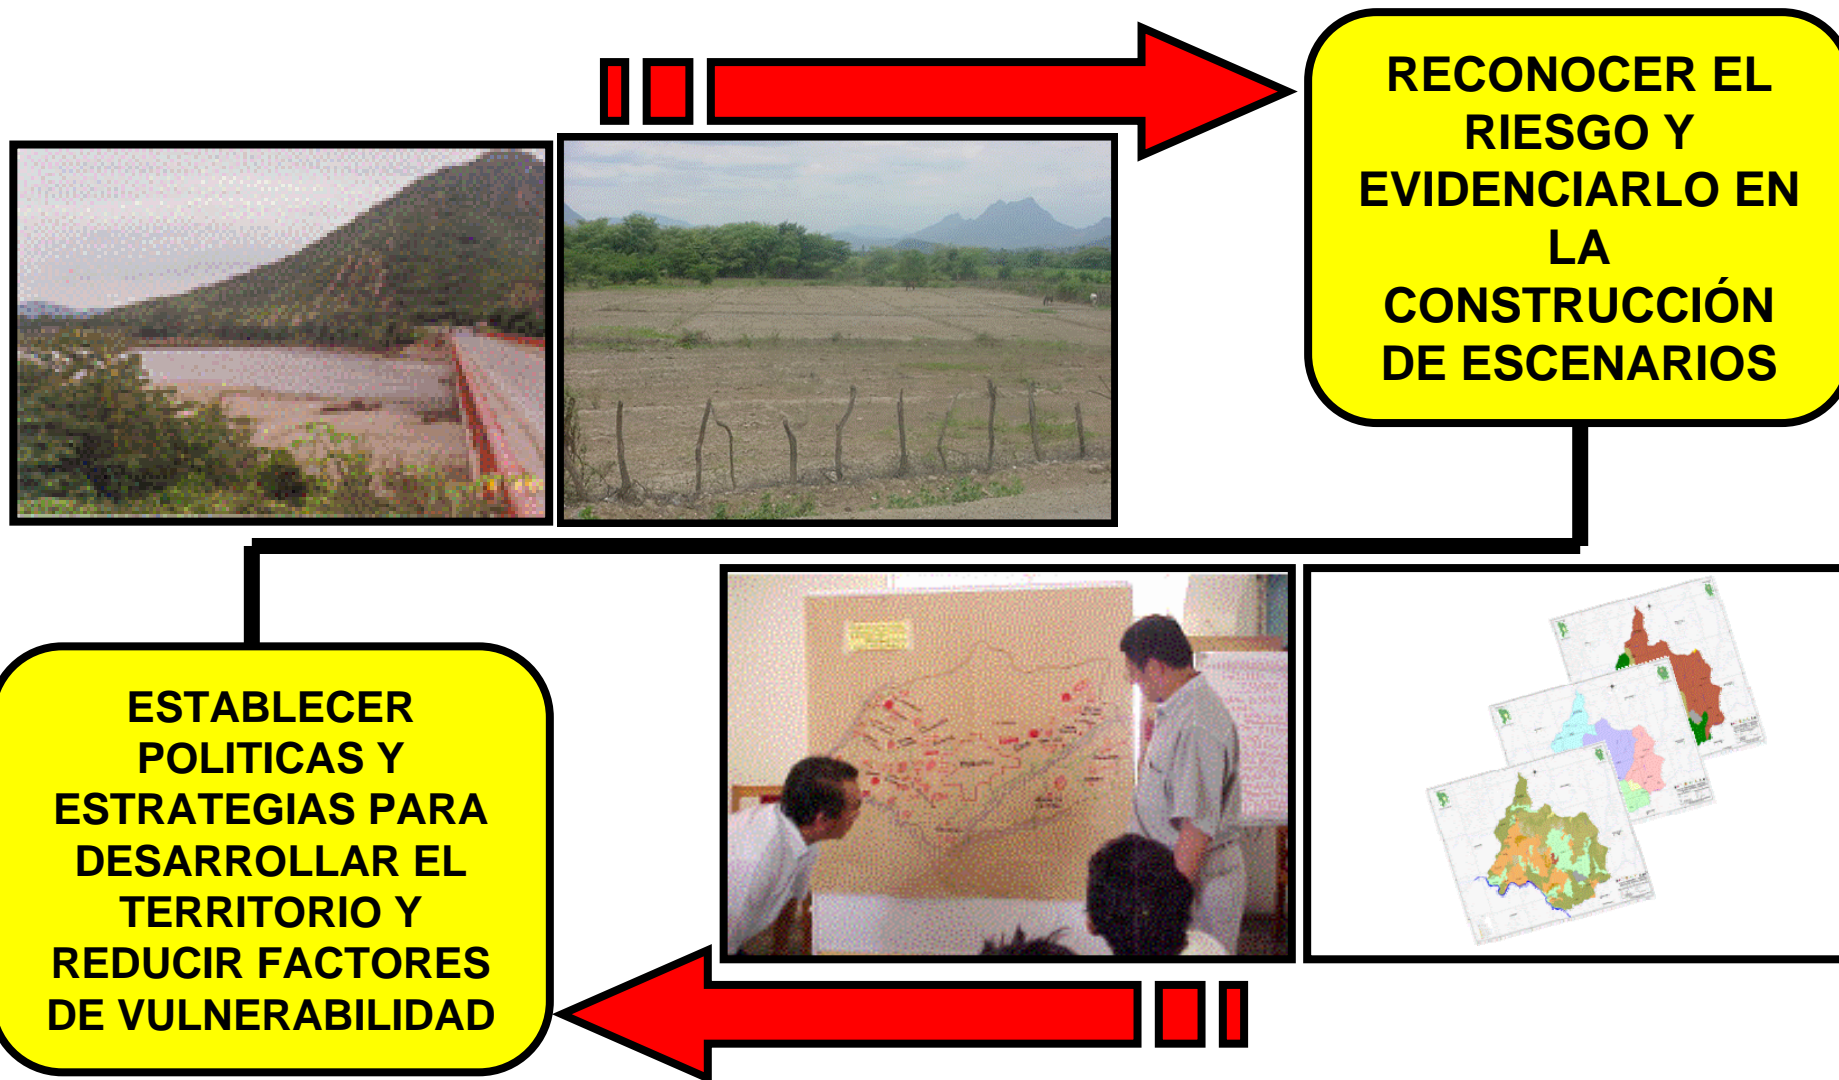 RECONOCER EL
RIESGO Y
EVIDENCIARLO EN
LA
CONSTRUCCIÓN
DE ESCENARIOS
ESTABLECER
POLITICAS Y
ESTRATEGIAS PARA
DESARROLLAR EL
TERRITORIO Y
REDUCIR FACTORES
DE VULNERABILIDAD